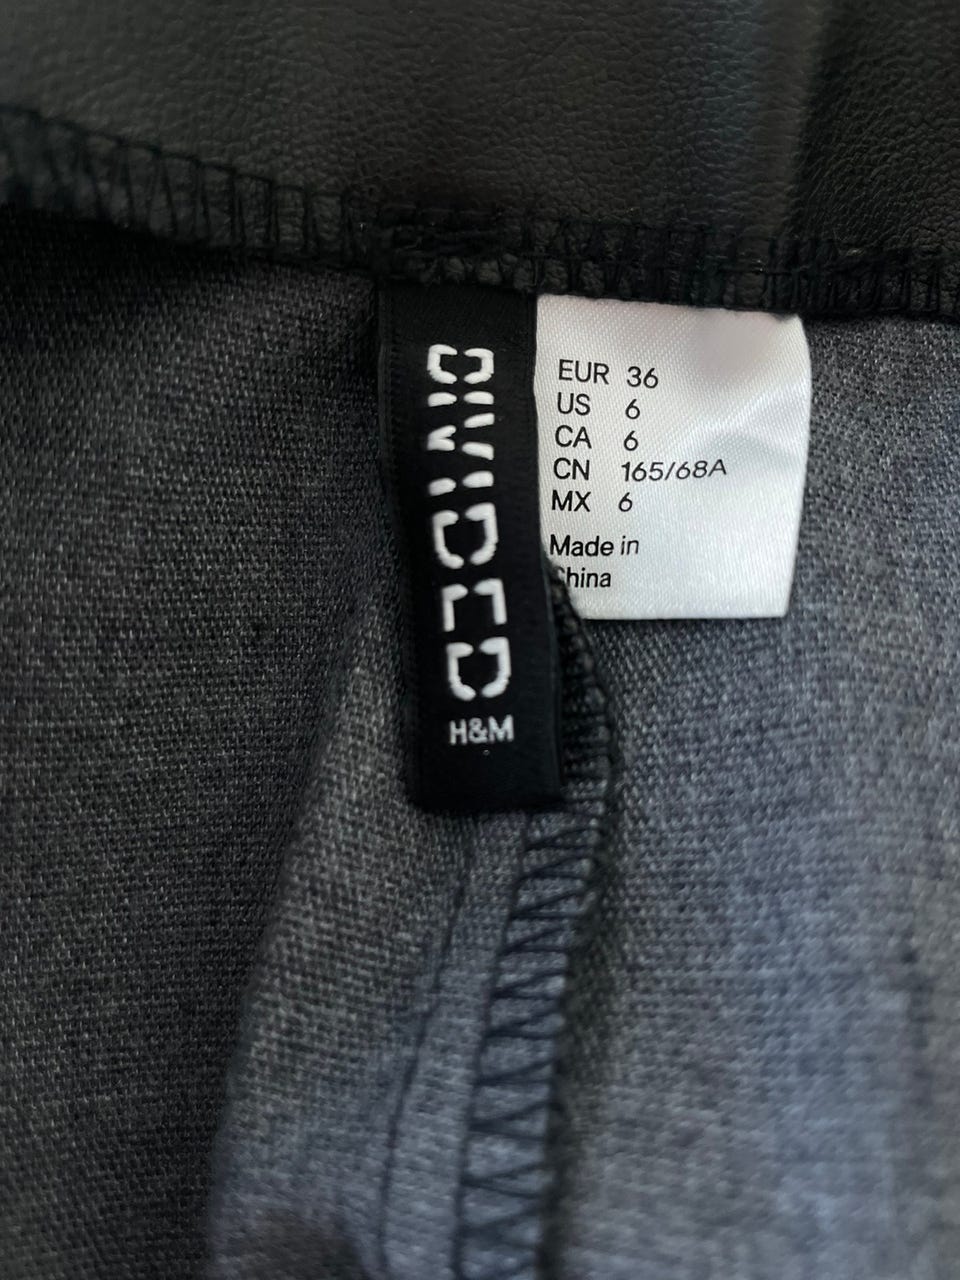 DIVIDED
H&M
EUR 36
US 6
CA 6
CN 165/68A
MX 6
Made in
China